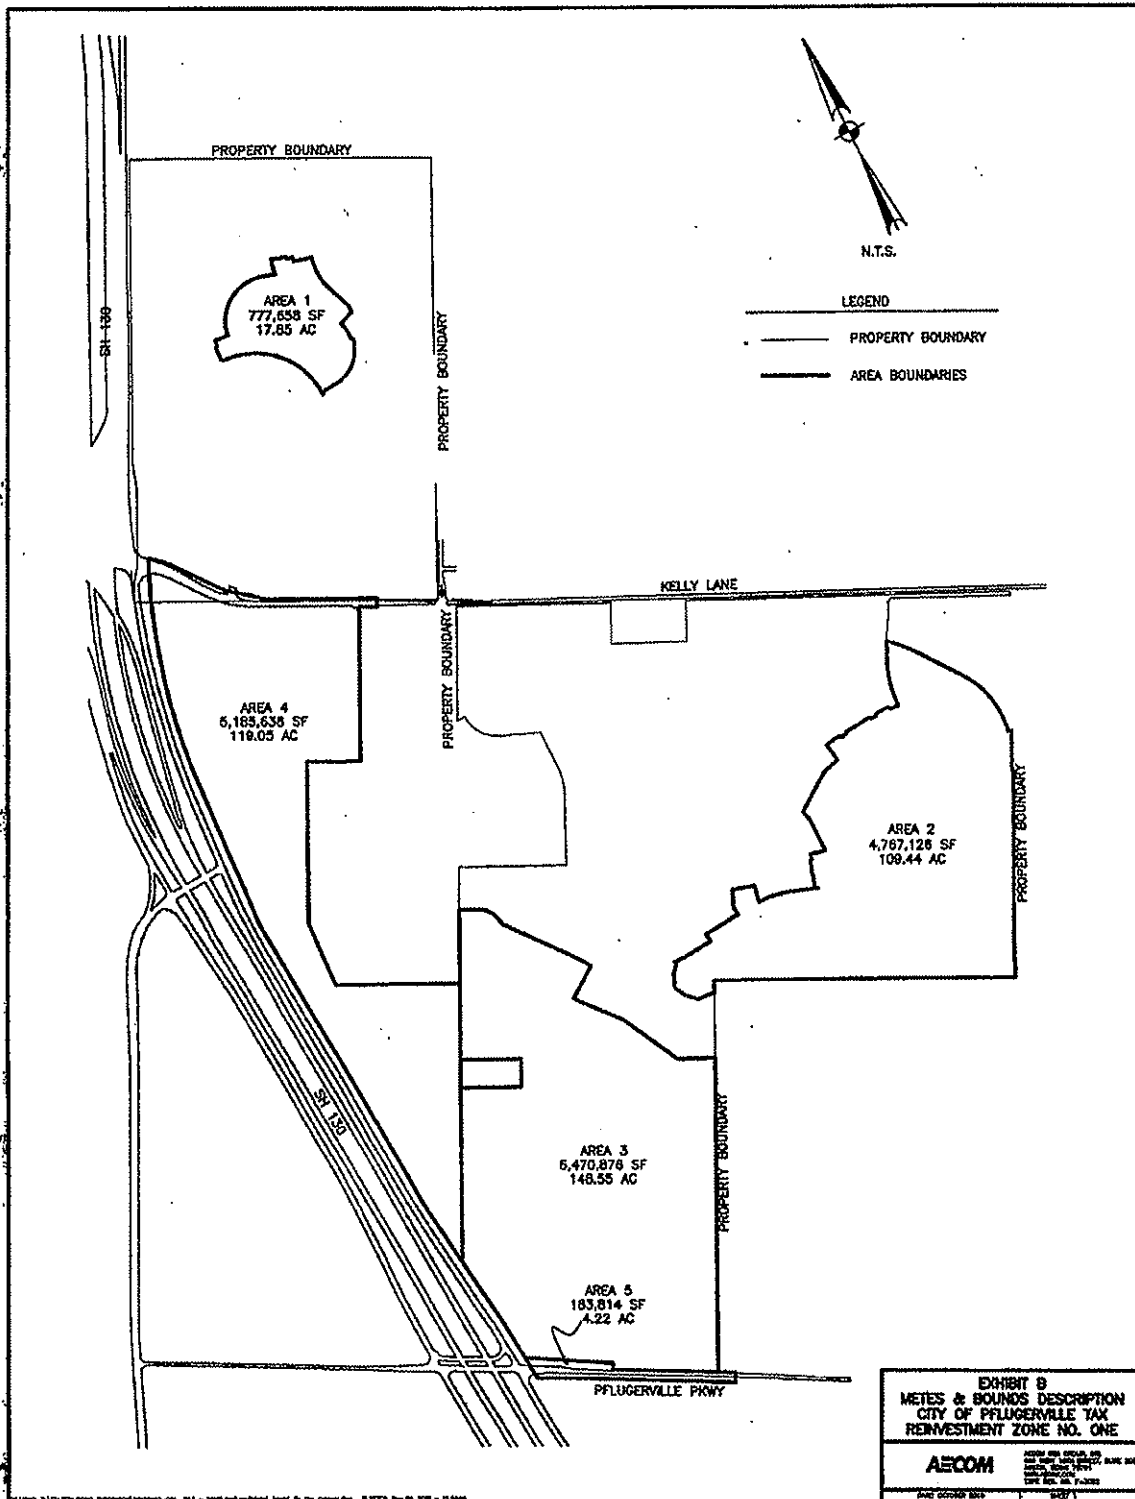 PROPERTY BOUNDARY
N.T.S.
LEGEND
PROPERTY BOUNDARY
AREA BOUNDARIES
SH 130
AREA 1
777,658 SF
17.85 AC
PROPERTY BOUNDARY
KELLY LANE
PROPERTY BOUNDARY
AREA 4
5,185,638 SF
119.05 AC
AREA 2
4,767,126 SF
109.44 AC
PROPERTY BOUNDARY
SH 130
AREA 3
6,470,876 SF
148.55 AC
PROPERTY BOUNDARY
AREA 5
183,814 SF
4.22 AC
PFLUGERVILLE PKWY
EXHIBIT B
METES & BOUNDS DESCRIPTION
CITY OF PFLUGERVILLE TAX
REINVESTMENT ZONE NO. ONE
AECOM